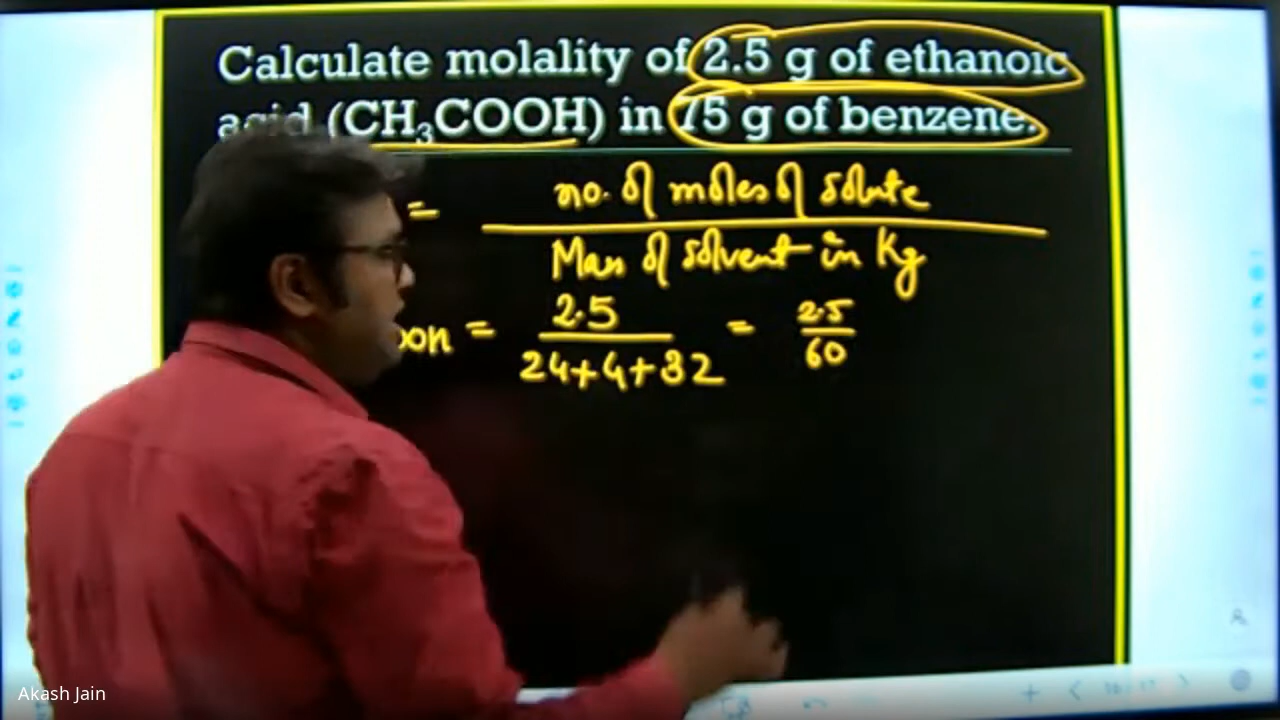 Calculate molality of 2.5 g of ethanoic
acid (CH₃COOH) in 75 g of benzene.
= no. of moles of solute
Mass of solvent in Kg
= 2.5 = 2.5
24+4+32 60
Akash Jain